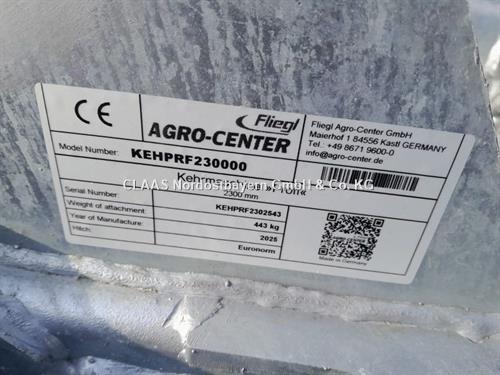 CE
Fliegl
AGRO-CENTER
Fliegl Agro-Center GmbH
Maierhof 1 84556 Kastl GERMANY
Tel.: +49 8671 9600-0
info@agro-center.de
Model Number: KEHPRF230000
CLAAS Nordostbayern GmbH & Co. KG
2300 mm
Serial Number KEHPRF2302543
Weight of attachment: 443 kg
Year of Manufacture: 2025
Hitch: Euronorm
Made in Germany